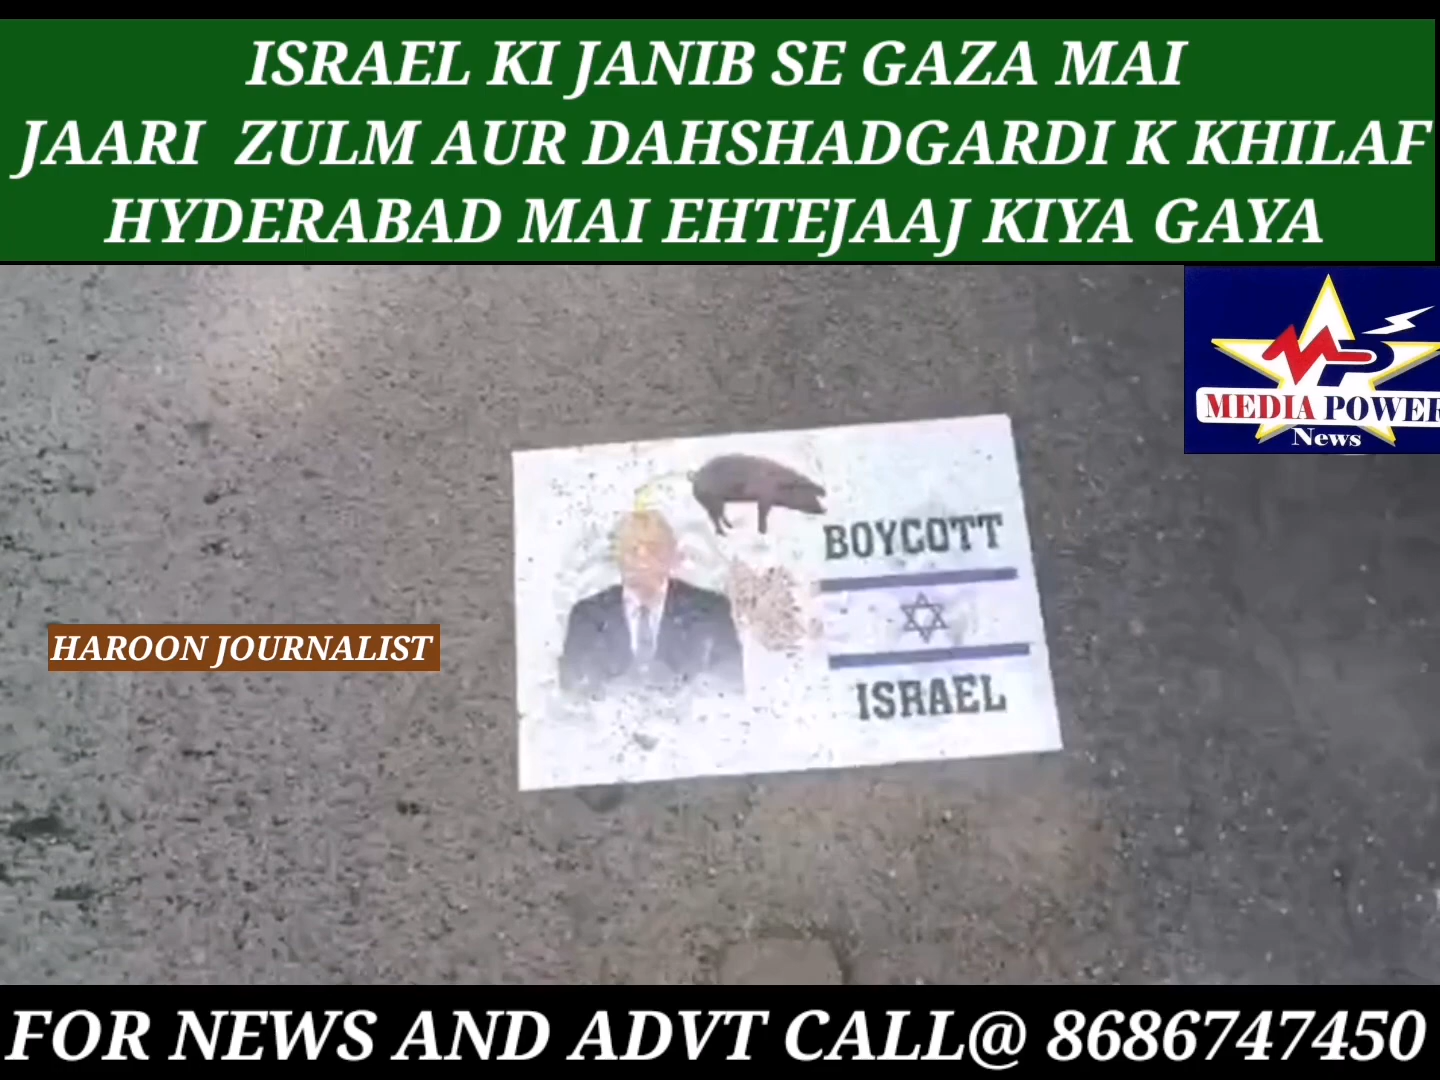 ISRAEL KI JANIB SE GAZA MAI
JAARI ZULM AUR DAHSHADGARDI K KHILAF
HYDERABAD MAI EHTEJAAJ KIYA GAYA
MP
MEDIA POWER
News
BOYCOTT
ISRAEL
HAROON JOURNALIST
FOR NEWS AND ADVT CALL@ 8686747450